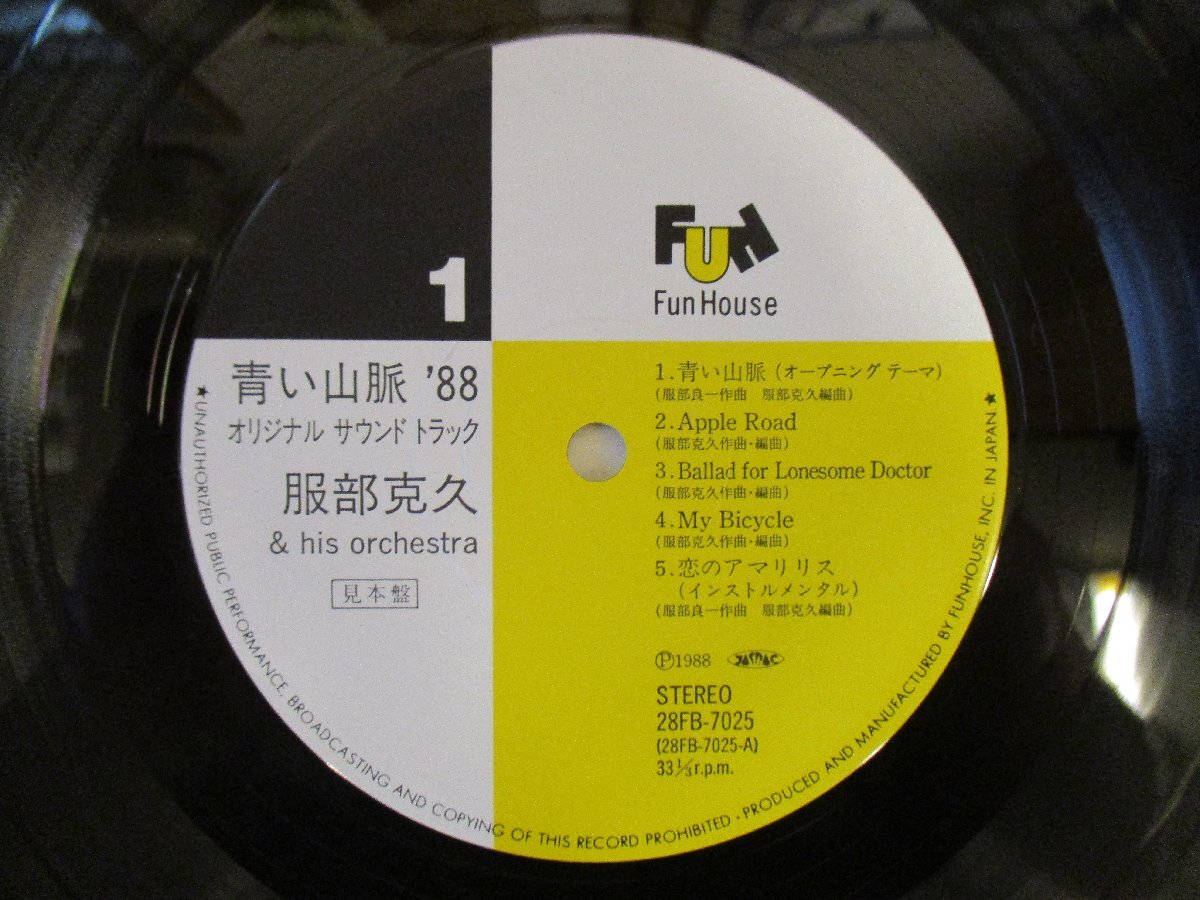 1
青い山脈 '88
オリジナル サウンド トラック
服部克久
& his orchestra
見本盤
FUH
Fun House
1.青い山脈 (オープニング テーマ)
(服部良一作曲 服部克久編曲)
2.Apple Road
(服部克久作曲・編曲)
3.Ballad for Lonesome Doctor
(服部克久作曲・編曲)
4.My Bicycle
(服部克久作曲・編曲)
5.恋のアマリリス
(インストルメンタル)
(服部良一作曲 服部克久編曲)
Ⓟ1988 JASRAC
STEREO
28FB-7025
(28FB-7025-A)
33⅓r.p.m.
★UNAUTHORIZED PUBLIC PERFORMANCE, BROADCASTING AND COPYING OF THIS RECORD PROHIBITED・PRODUCED AND MANUFACTURED BY FUNHOUSE, INC. IN JAPAN★